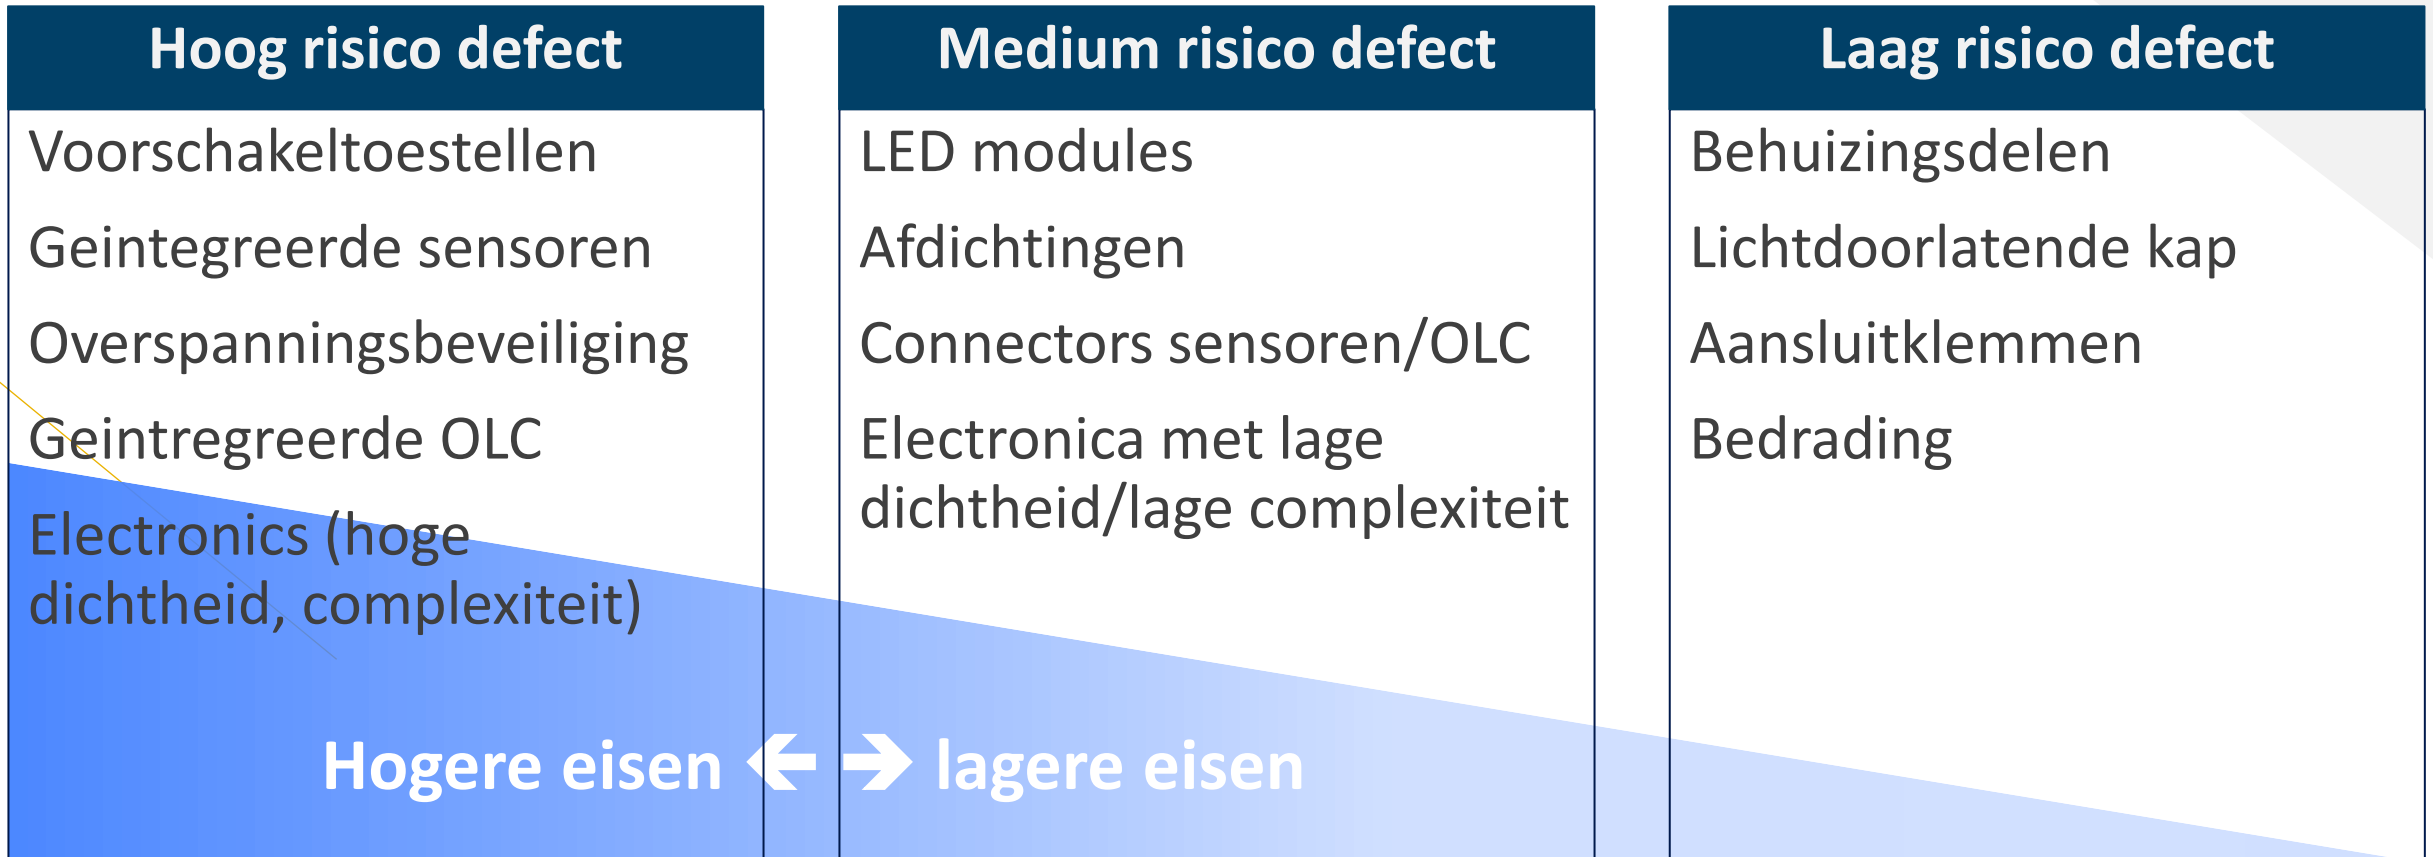 Hoog risico defect
Voorschakeltoestellen
Geintegreerde sensoren
Overspanningsbeveiliging
Geintregreerde OLC
Electronics (hoge
dichtheid, complexiteit)
Medium risico defect
LED modules
Afdichtingen
Connectors sensoren/OLC
Electronica met lage
dichtheid/lage complexiteit
Laag risico defect
Behuizingsdelen
Lichtdoorlatende kap
Aansluitklemmen
Bedrading
Hogere eisen 🡸 🡺 lagere eisen